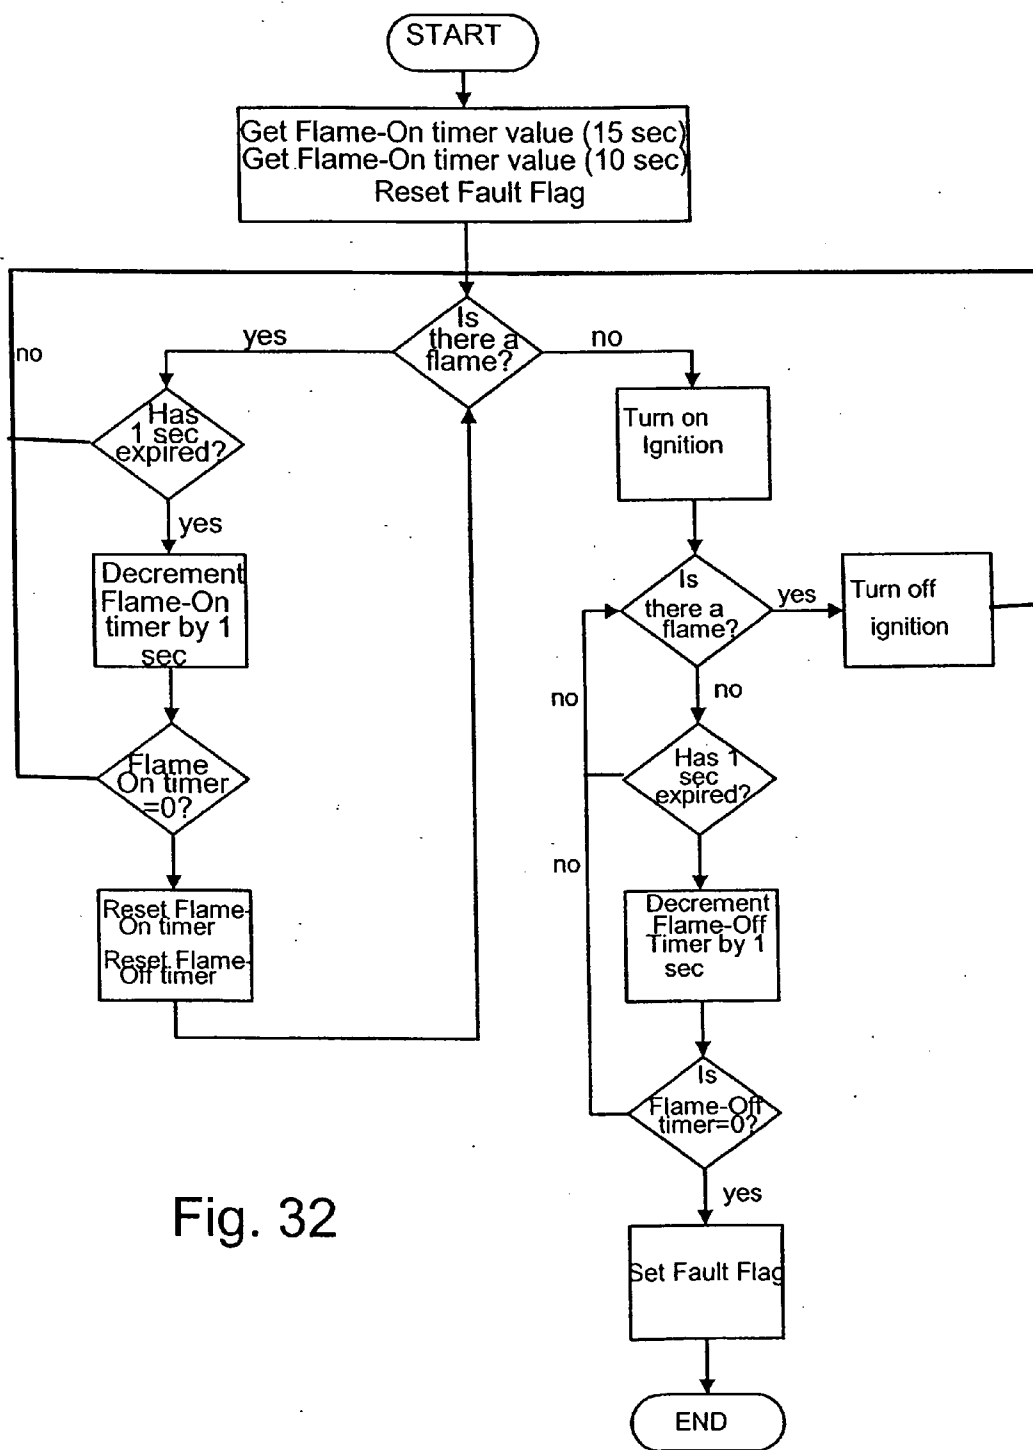 START
Get Flame-On timer value (15 sec)
Get Flame-On timer value (10 sec)
Reset Fault Flag
Is
there a
flame?
yes
no
no
Has
1 sec
expired?
yes
Decrement
Flame-On
timer by 1
sec
Flame
On timer
=0?
Reset Flame-
On timer
Reset Flame-
Off timer
Turn on
Ignition
Is
there a
flame?
yes
Turn off
ignition
no
no
Has 1
sec
expired?
no
Decrement
Flame-Off
Timer by 1
sec
Is
Flame-Off
timer=0?
yes
Set Fault Flag
END
Fig. 32